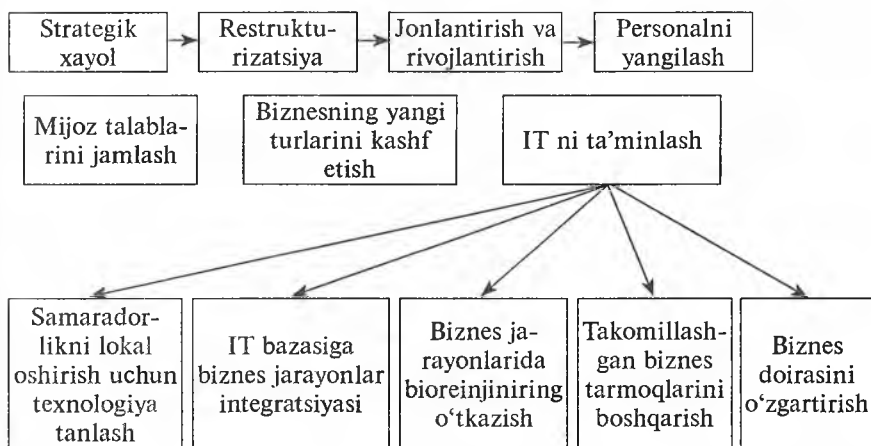 Strategik
xayol
Restruktu-
rizatsiya
Jonlantirish va
rivojlantirish
Personalni
yangilash
Mijoz talabla-
rini jamlash
Biznesning yangi
turlarini kashf
etish
IT ni ta’minlash
Samarador-
likni lokal
oshirish uchun
texnologiya
tanlash
IT bazasiga
biznes jarayonlar
integratsiyasi
Biznes ja-
rayonlarida
bioreinjiniring
o‘tkazish
Takomillash-
gan biznes
tarmoqlarini
boshqarish
Biznes
doirasini
o‘zgartirish